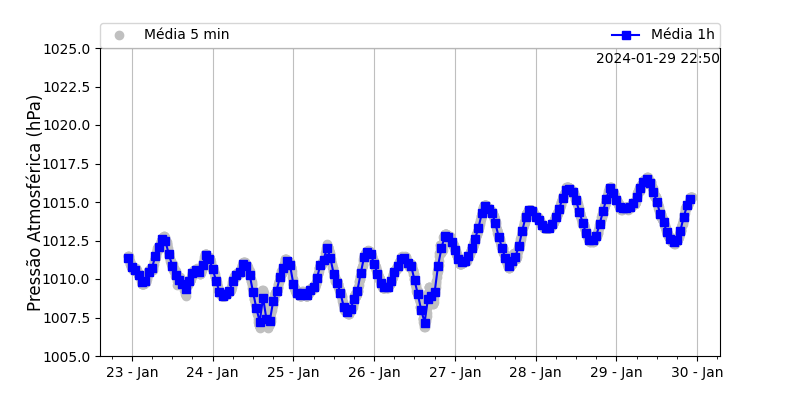 Média 5 min
Média 1h
2024-01-29 22:50
Pressão Atmosférica (hPa)
1025.0
1022.5
1020.0
1017.5
1015.0
1012.5
1010.0
1007.5
1005.0
23 - Jan
24 - Jan
25 - Jan
26 - Jan
27 - Jan
28 - Jan
29 - Jan
30 - Jan